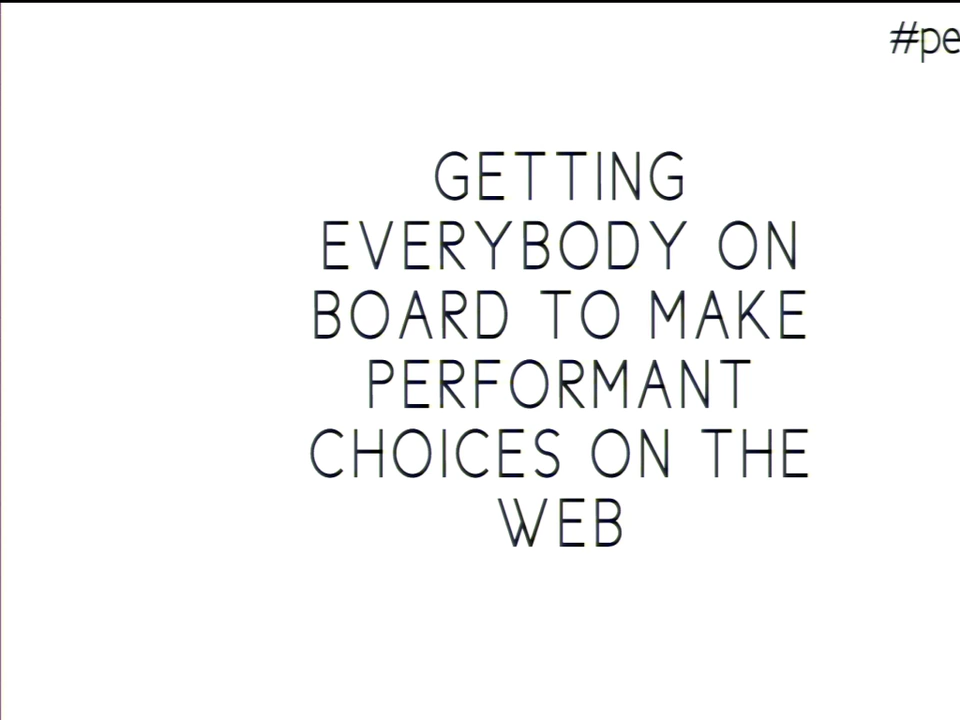 #pe
GETTING
EVERYBODY ON
BOARD TO MAKE
PERFORMANT
CHOICES ON THE
WEB